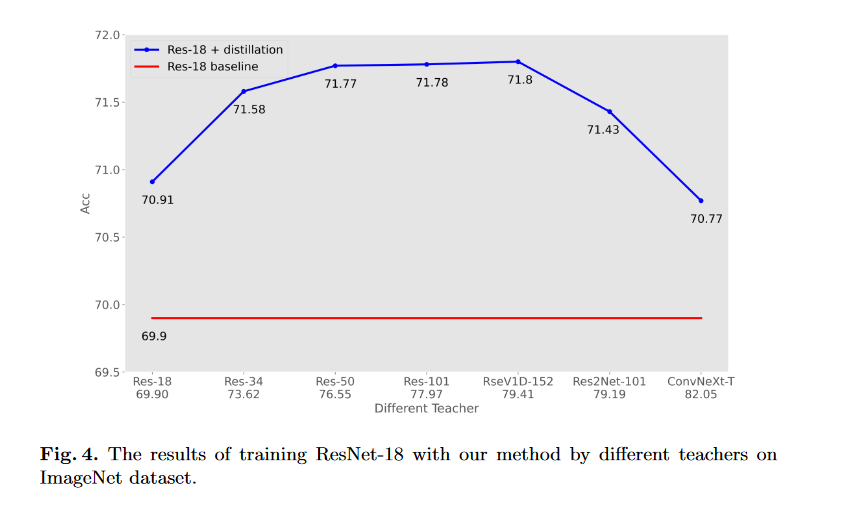 72.0
71.5
71.0
70.5
70.0
69.5
Acc
Res-18 + distillation
Res-18 baseline
70.91
71.58
71.77
71.78
71.8
71.43
70.77
69.9
Res-18 Res-34 Res-50 Res-101 RseV1D-152 Res2Net-101 ConvNeXt-T
69.90 73.62 76.55 77.97 79.41 79.19 82.05
Different Teacher
Fig. 4. The results of training ResNet-18 with our method by different teachers on
ImageNet dataset.